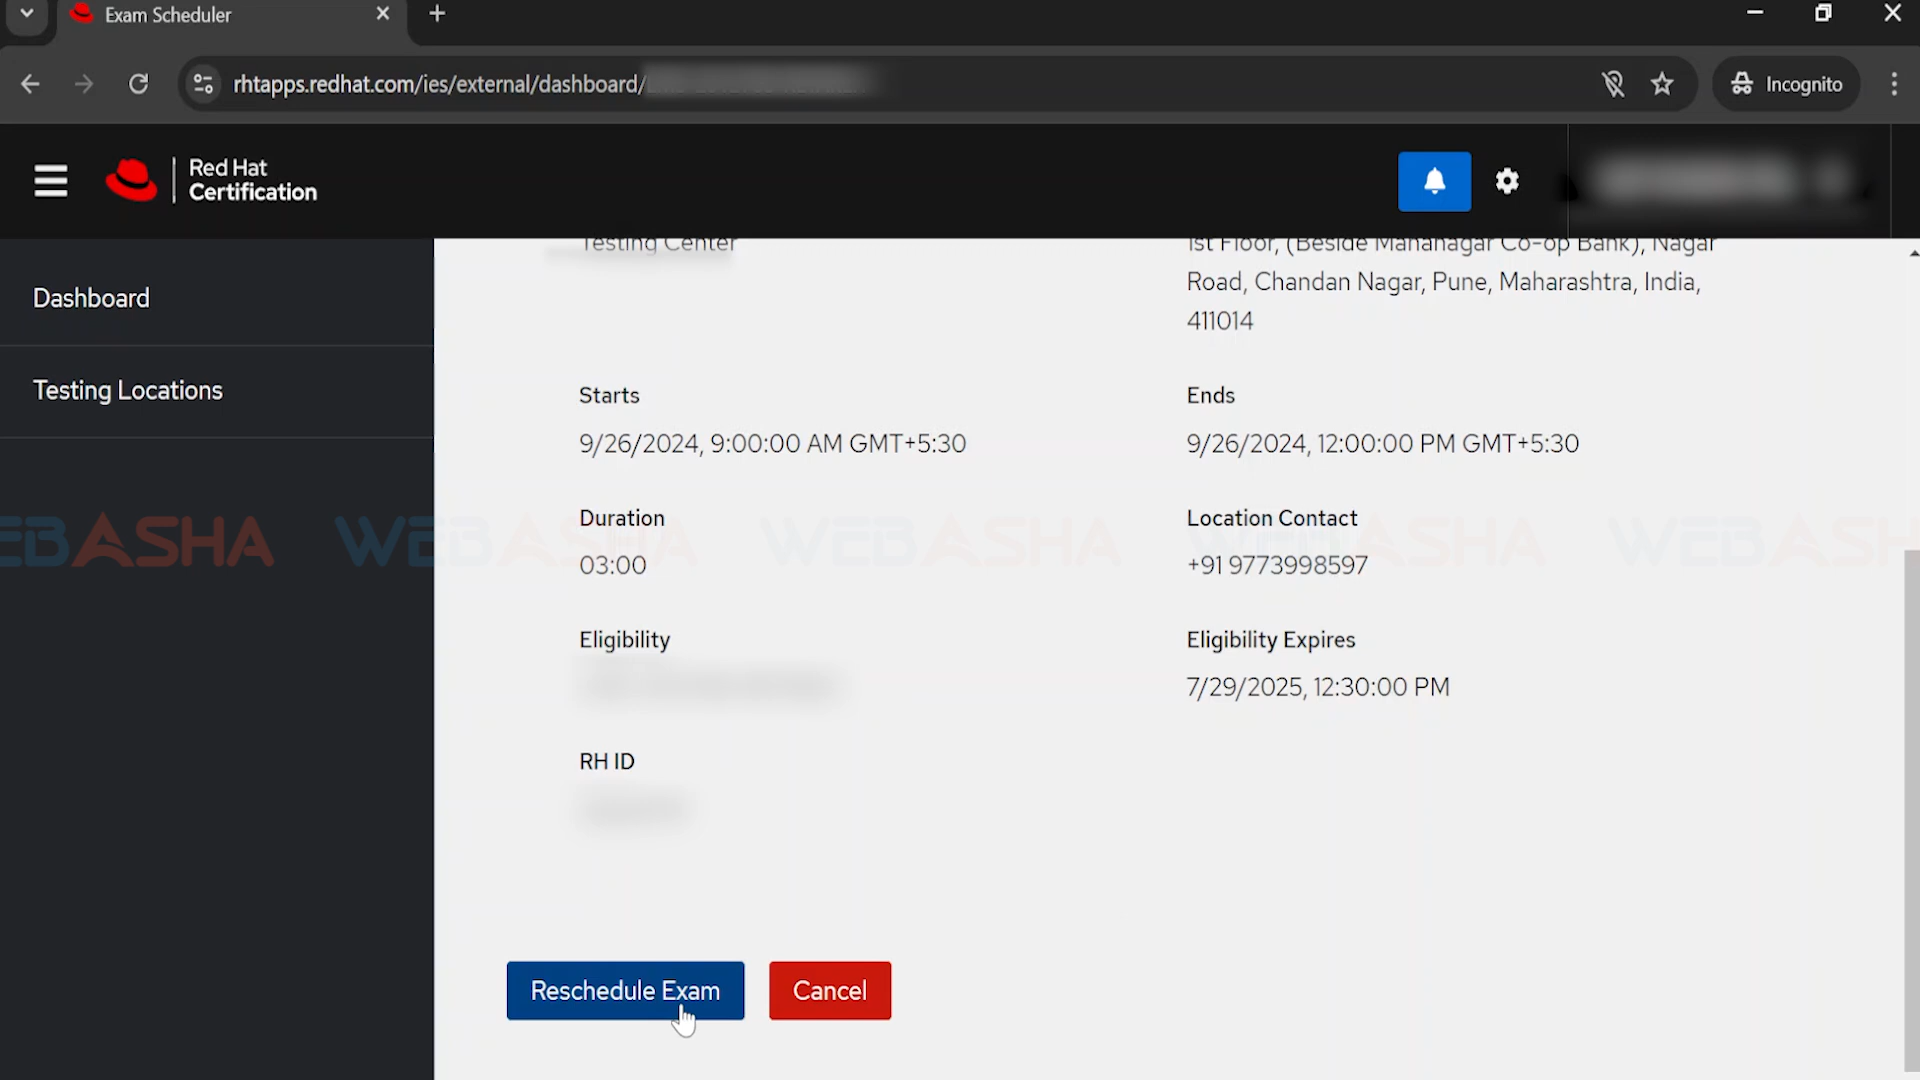 Exam Scheduler
rhtapps.redhat.com/ies/external/dashboard/
Incognito
Red Hat
Certification
Dashboard
Testing Locations
Testing Center
1st Floor, (Beside Mahanagar Co-op Bank), Nagar
Road, Chandan Nagar, Pune, Maharashtra, India,
411014
Starts
9/26/2024, 9:00:00 AM GMT+5:30
Ends
9/26/2024, 12:00:00 PM GMT+5:30
Duration
03:00
Location Contact
+91 9773998597
EBASHA WEBASHA WEBASHA WEBASHA WEBASH
Eligibility
Eligibility Expires
7/29/2025, 12:30:00 PM
RH ID
Reschedule Exam
Cancel